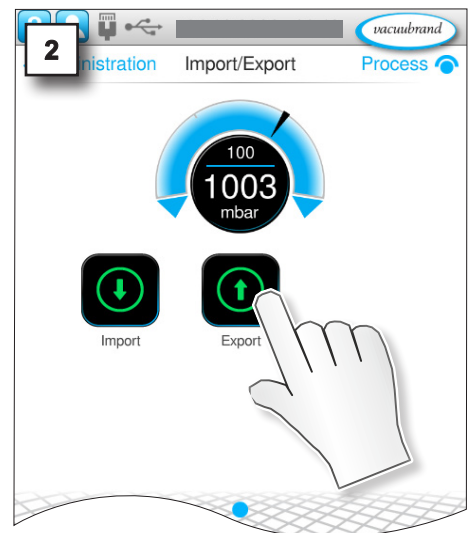 vacuubrand
2
nistration Import/Export Process
100
1003
mbar
Import Export